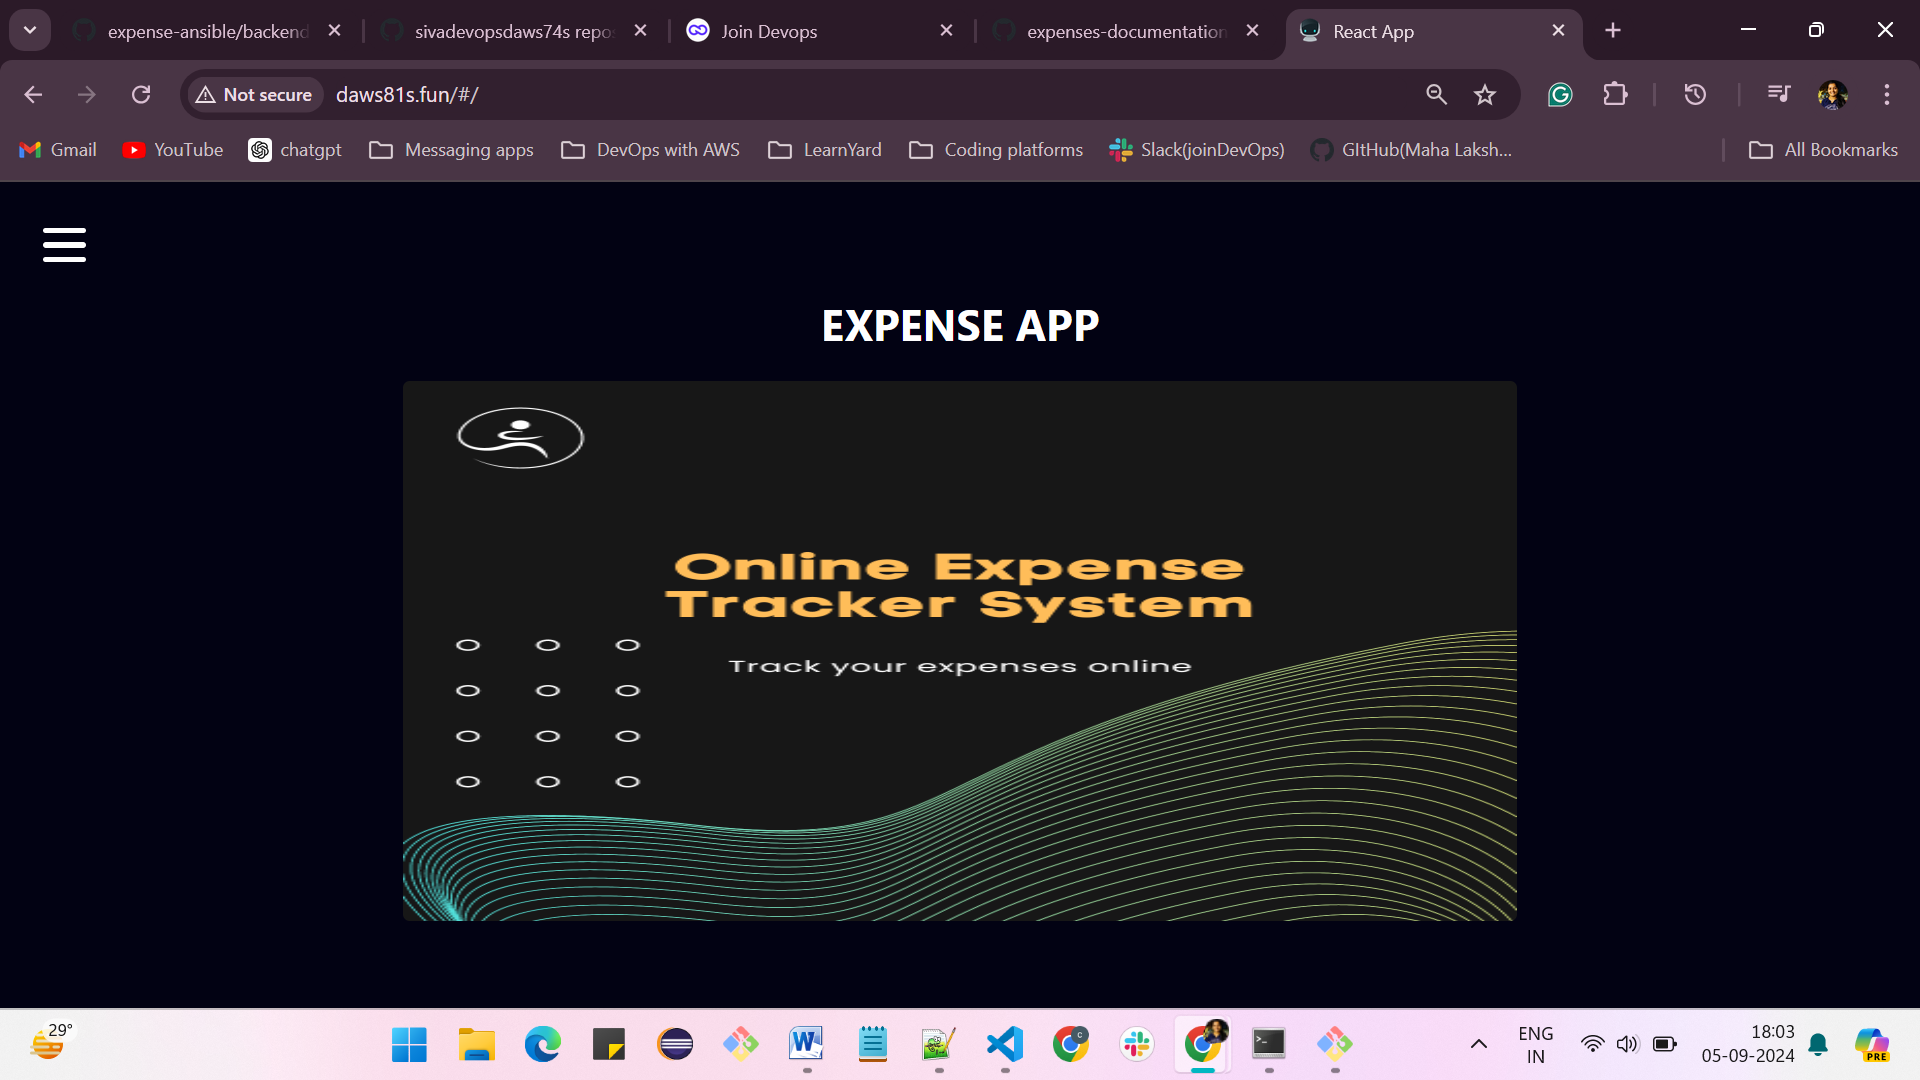 expense-ansible/backend
sivadevopsdaws74s repo
Join Devops
expenses-documentation
React App
Not secure
daws81s.fun/#/
Gmail
YouTube
chatgpt
Messaging apps
DevOps with AWS
LearnYard
Coding platforms
Slack(joinDevOps)
GItHub(Maha Laksh...
All Bookmarks
EXPENSE APP
Online Expense
Tracker System
Track your expenses online
29°
ENG
IN
18:03
05-09-2024
PRE